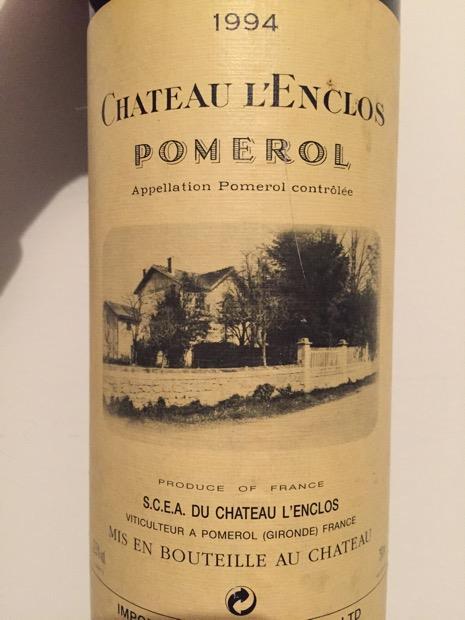 1994
CHATEAU L'ENCLOS
POMEROL
Appellation Pomerol contrôlée
PRODUCE OF FRANCE
S.C.E.A. DU CHATEAU L'ENCLOS
VITICULTEUR A POMEROL (GIRONDE) FRANCE
MIS EN BOUTEILLE AU CHATEAU